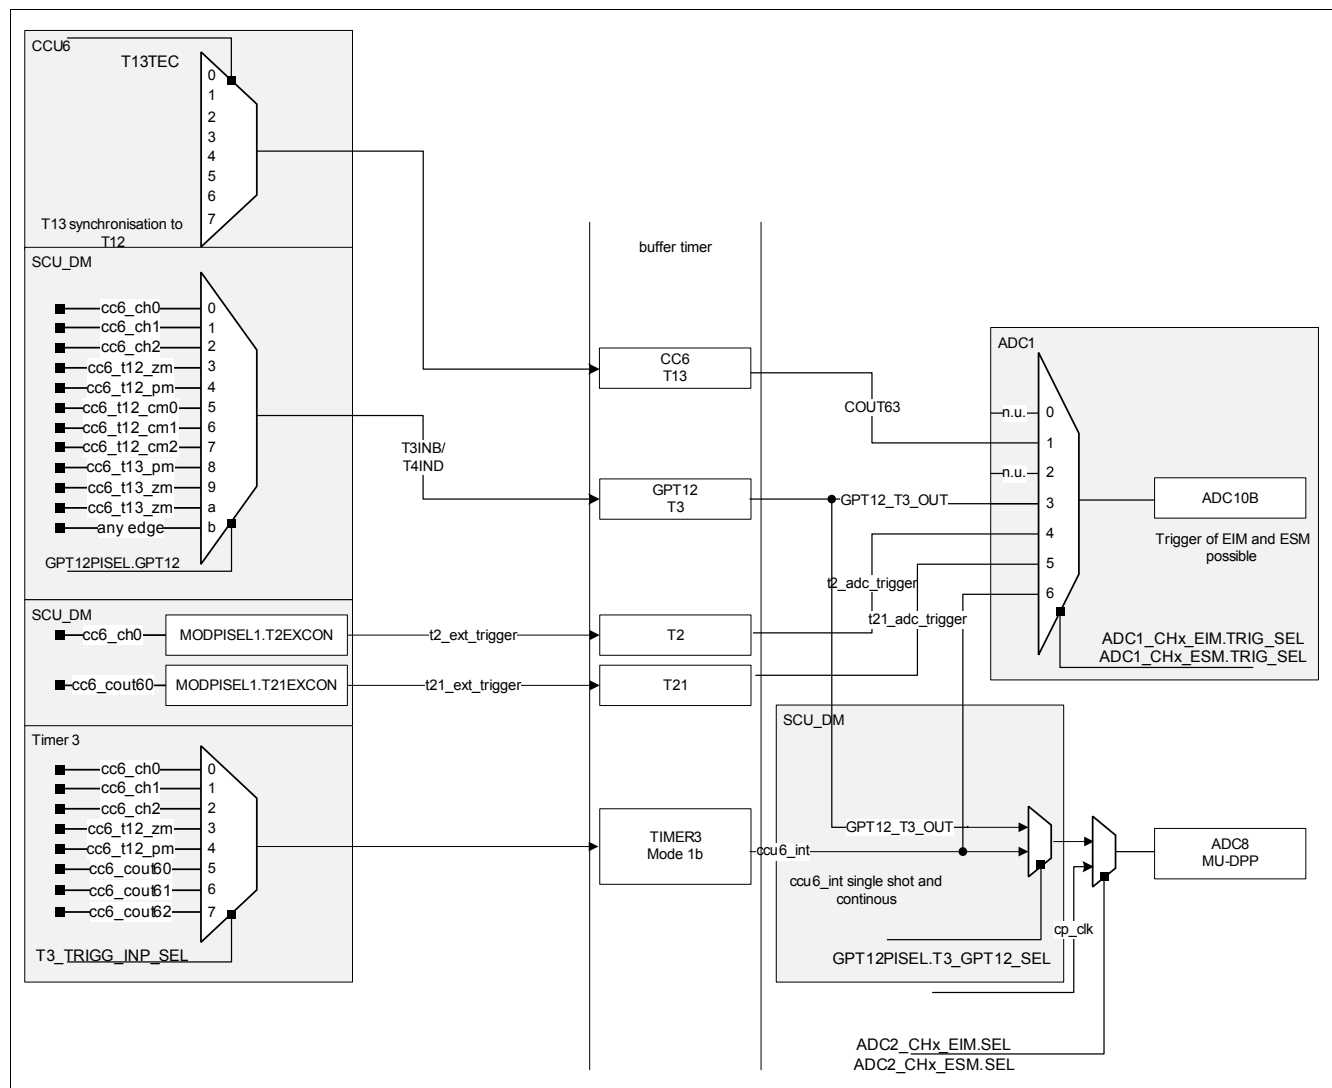 CCU6
T13TEC
0
1
2
3
4
5
6
7
T13 synchronisation to
T12
SCU_DM
cc6_ch0 0
cc6_ch1 1
cc6_ch2 2
cc6_t12_zm 3
cc6_t12_pm 4
cc6_t12_cm0 5
cc6_t12_cm1 6
cc6_t12_cm2 7
cc6_t13_pm 8
cc6_t13_zm 9
cc6_t13_zm a
any edge b
GPT12PISEL.GPT12
T3INB/
T4IND
SCU_DM
cc6_ch0 MODPISEL1.T2EXCON t2_ext_trigger
cc6_cout60 MODPISEL1.T21EXCON t21_ext_trigger
Timer 3
cc6_ch0 0
cc6_ch1 1
cc6_ch2 2
cc6_t12_zm 3
cc6_t12_pm 4
cc6_cout60 5
cc6_cout61 6
cc6_cout62 7
T3_TRIGG_INP_SEL
buffer timer
CC6
T13
GPT12
T3
T2
T21
TIMER3
Mode 1b
COUT63
GPT12_T3_OUT
t2_adc_trigger
t21_adc_trigger
ccu6_int
ADC1
n.u. 0
1
n.u. 2
3
4
5
6
ADC10B
Trigger of EIM and ESM
possible
ADC1_CHx_EIM.TRIG_SEL
ADC1_CHx_ESM.TRIG_SEL
SCU_DM
GPT12_T3_OUT
ccu6_int single shot and
continous
GPT12PISEL.T3_GPT12_SEL
cp_clk
ADC8
MU-DPP
ADC2_CHx_EIM.SEL
ADC2_CHx_ESM.SEL